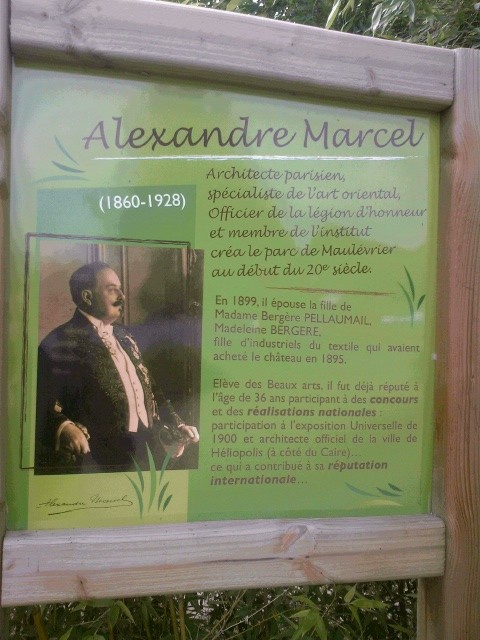 Alexandre Marcel
(1860-1928)
Architecte parisien,
spécialiste de l'art oriental,
Officier de la légion d'honneur
et membre de l'institut
créa le parc de Maulévrier
au début du 20e siècle.
En 1899, il épouse la fille de
Madame Bergère PELLAUMAIL,
Madeleine BERGERE,
fille d'industriels du textile qui avaient
acheté le château en 1895.
Elève des Beaux arts, il fut déjà réputé à
l'âge de 36 ans participant à des concours
et des réalisations nationales :
participation à l'exposition Universelle de
1900 et architecte officiel de la ville de
Héliopolis (à côté du Caire)...
ce qui a contribué à sa réputation
internationale...
Alexandre Marcel